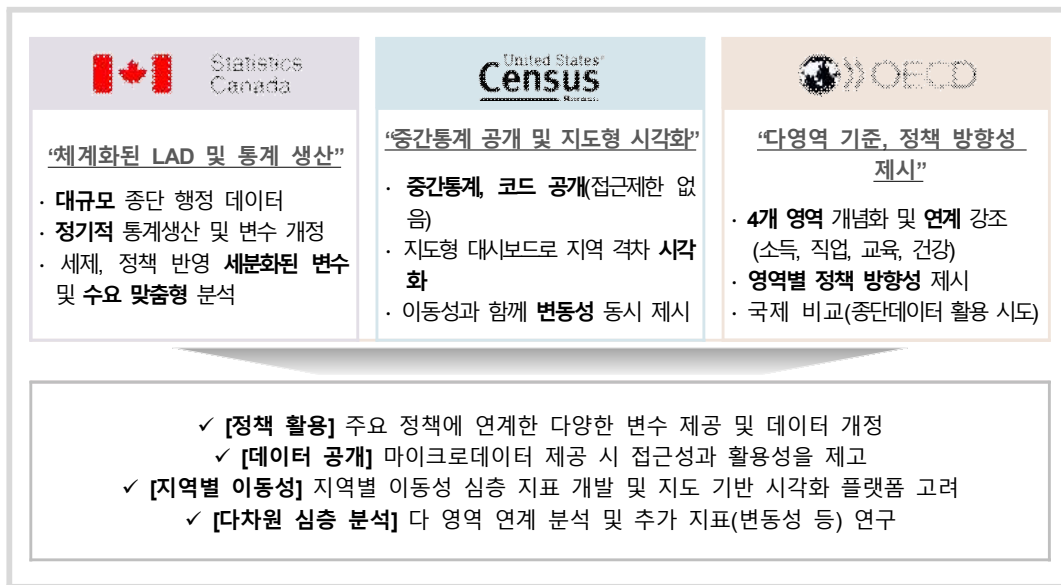 Statistics
Canada
“체계화된 LAD 및 통계 생산”
· 대규모 종단 행정 데이터
· 정기적 통계생산 및 변수 개정
· 세제, 정책 반영 세분화된 변수
및 수요 맞춤형 분석
United States®
Census
Bureau
“중간통계 공개 및 지도형 시각화”
· 중간통계, 코드 공개(접근제한 없
음)
· 지도형 대시보드로 지역 격차 시각
화
· 이동성과 함께 변동성 동시 제시
OECD
“다영역 기준, 정책 방향성
제시”
· 4개 영역 개념화 및 연계 강조
(소득, 직업, 교육, 건강)
· 영역별 정책 방향성 제시
· 국제 비교(종단데이터 활용 시도)
✓ [정책 활용] 주요 정책에 연계한 다양한 변수 제공 및 데이터 개정
✓ [데이터 공개] 마이크로데이터 제공 시 접근성과 활용성을 제고
✓ [지역별 이동성] 지역별 이동성 심층 지표 개발 및 지도 기반 시각화 플랫폼 고려
✓ [다차원 심층 분석] 다 영역 연계 분석 및 추가 지표(변동성 등) 연구